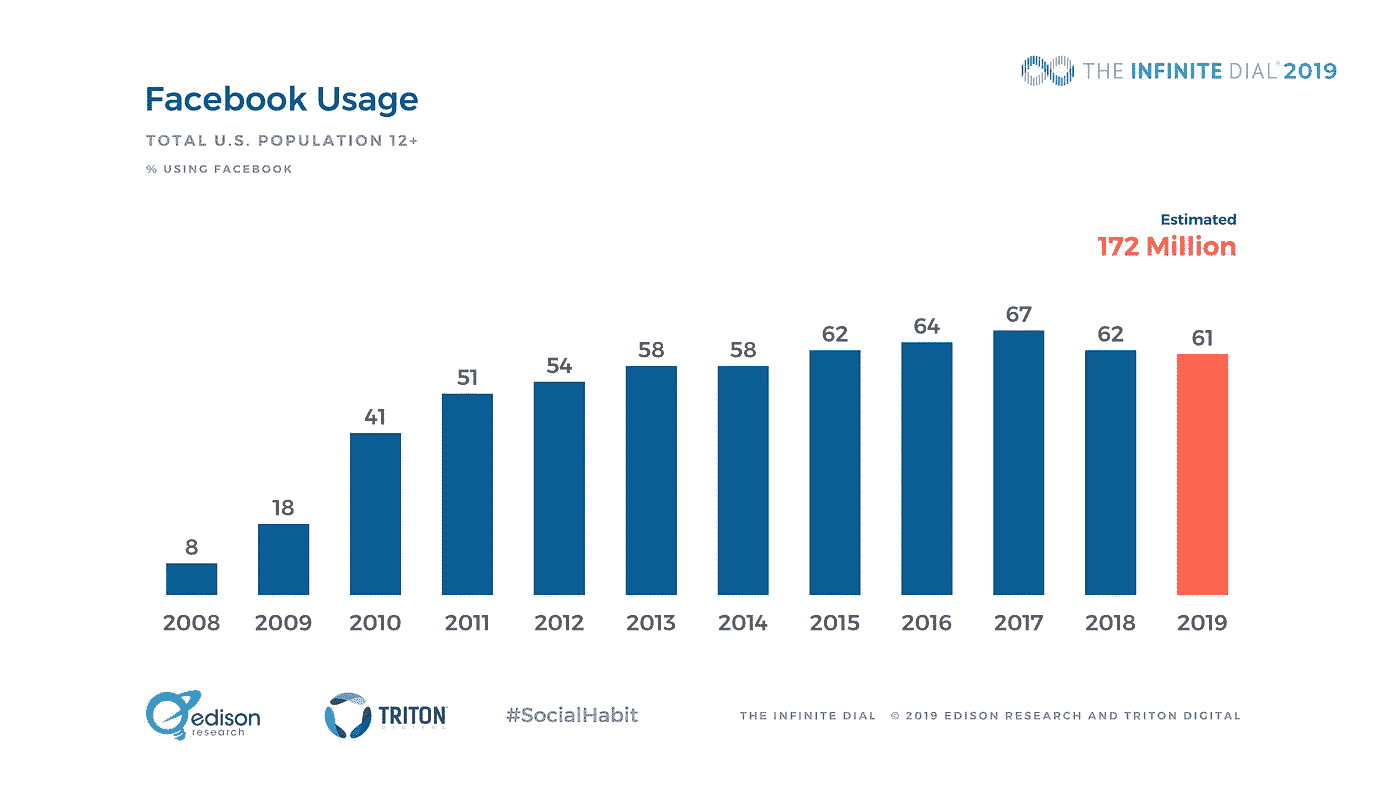 THE INFINITE DIAL® 2019
Facebook Usage
TOTAL U.S. POPULATION 12+
% USING FACEBOOK
Estimated
172 Million
8
18
41
51
54
58
58
62
64
67
62
61
2008
2009
2010
2011
2012
2013
2014
2015
2016
2017
2018
2019
edison
research
TRITON
DIGITAL
#SocialHabit
THE INFINITE DIAL © 2019 EDISON RESEARCH AND TRITON DIGITAL